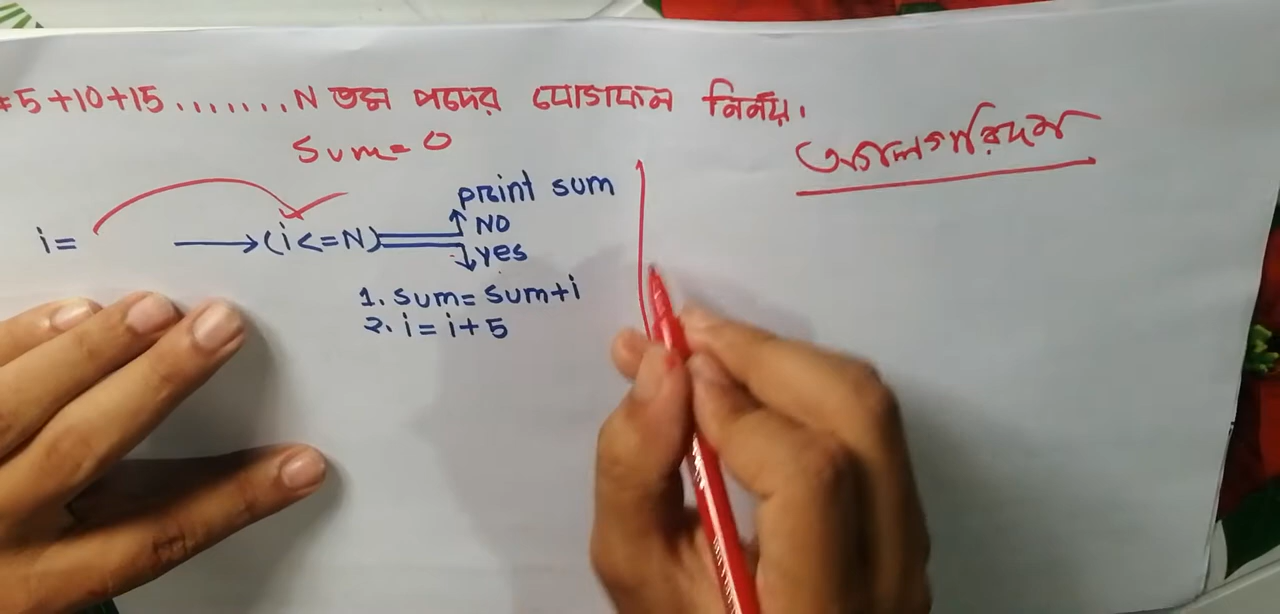 *5+10+15.......N তম পদের যোগফল নির্নয়।
Sum=0
অ্যালগরিদম
i= →(i<=N)
print sum
NO
yes
1. sum=sum+i
2. i=i+5